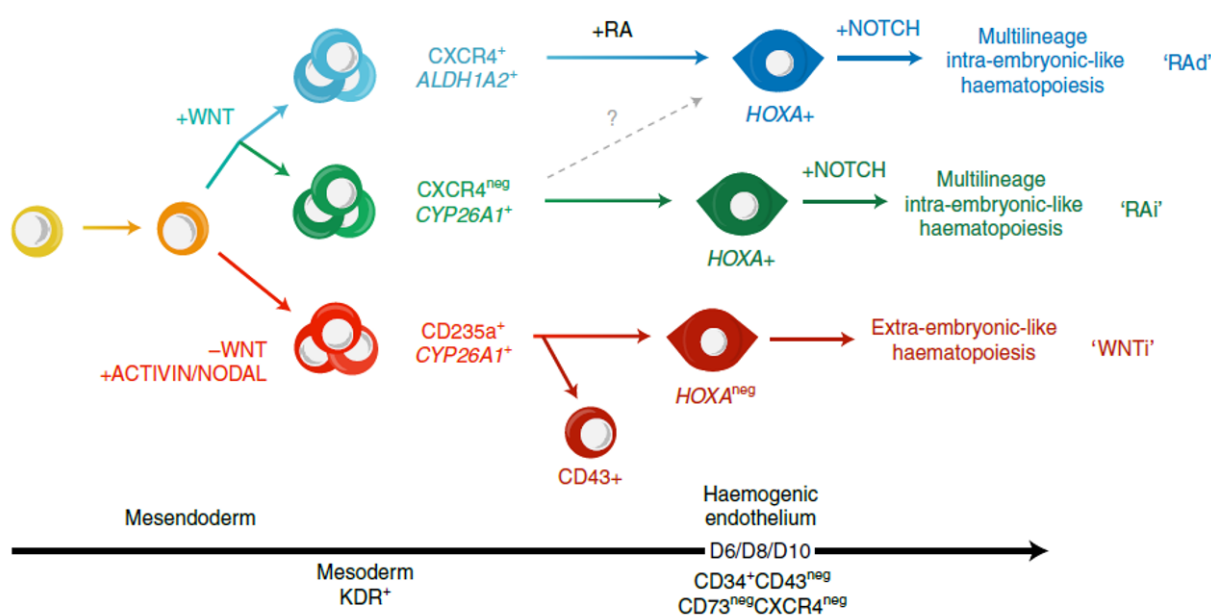 CXCR4⁺
ALDH1A2⁺
+RA
HOXA+
+NOTCH
Multilineage
intra-embryonic-like
haematopoiesis
'RAd'
+WNT
?
CXCR4ⁿᵉᵍ
CYP26A1⁺
HOXA+
+NOTCH
Multilineage
intra-embryonic-like
haematopoiesis
'RAi'
–WNT
+ACTIVIN/NODAL
CD235a⁺
CYP26A1⁺
CD43+
HOXAⁿᵉᵍ
Extra-embryonic-like
haematopoiesis
'WNTi'
Mesendoderm
Haemogenic
endothelium
D6/D8/D10
Mesoderm
KDR⁺
CD34⁺CD43ⁿᵉᵍ
CD73ⁿᵉᵍCXCR4ⁿᵉᵍ